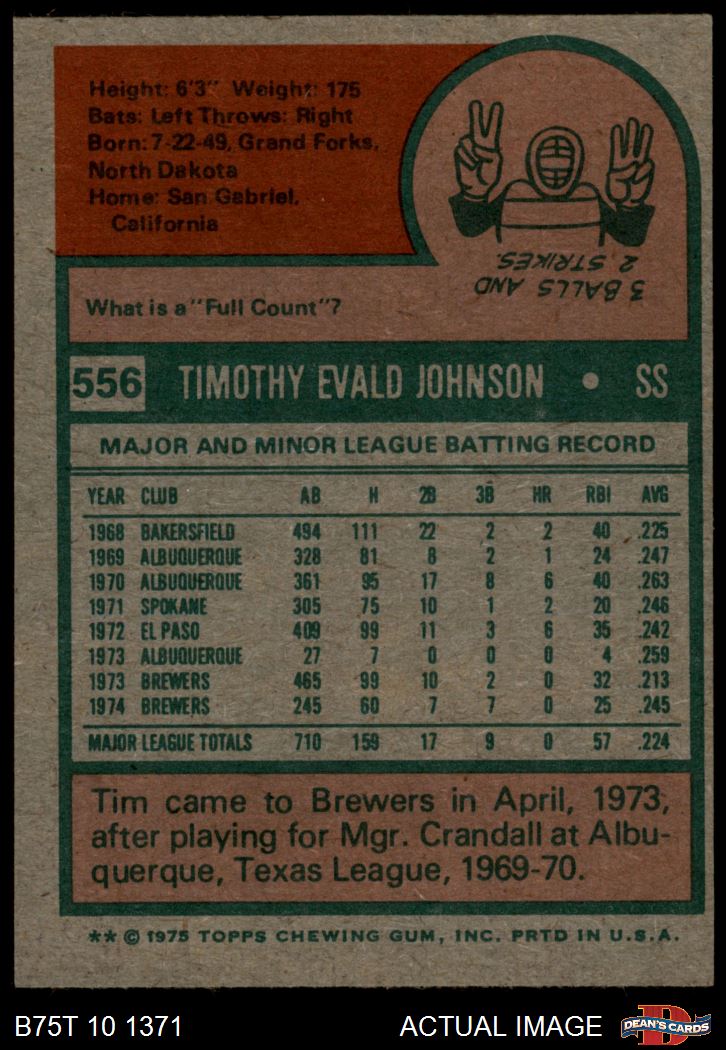 Height: 6'3" Weight: 175
Bats: Left Throws: Right
Born: 7-22-49, Grand Forks,
North Dakota
Home: San Gabriel,
California
3 BALLS AND
2 STRIKES.
What is a "Full Count"?
556 TIMOTHY EVALD JOHNSON • SS
MAJOR AND MINOR LEAGUE BATTING RECORD
YEAR CLUB AB H 2B 3B HR RBI AVG
1968 BAKERSFIELD 494 111 22 2 2 40 .225
1969 ALBUQUERQUE 328 81 8 2 1 24 .247
1970 ALBUQUERQUE 361 95 17 8 6 40 .263
1971 SPOKANE 305 75 10 1 2 20 .246
1972 EL PASO 409 99 11 3 6 35 .242
1973 ALBUQUERQUE 27 7 0 0 0 4 .259
1973 BREWERS 465 99 10 2 0 32 .213
1974 BREWERS 245 60 7 7 0 25 .245
MAJOR LEAGUE TOTALS 710 159 17 9 0 57 .224
Tim came to Brewers in April, 1973,
after playing for Mgr. Crandall at Albu-
querque, Texas League, 1969-70.
** © 1975 TOPPS CHEWING GUM, INC. PRTD IN U.S.A.
B75T 10 1371 ACTUAL IMAGE D DEAN'S CARDS